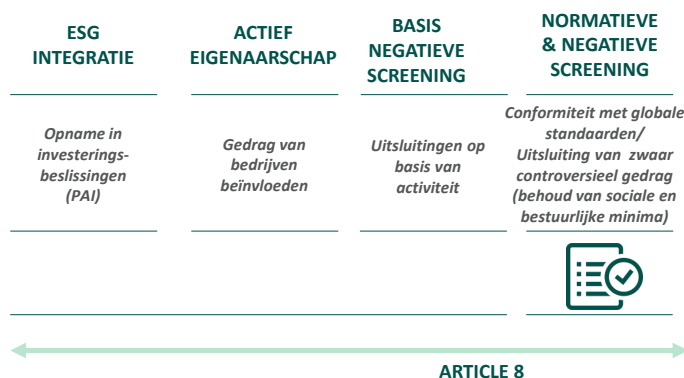 ESG
INTEGRATIE
ACTIEF
EIGENAARSCHAP
BASIS
NEGATIEVE
SCREENING
NORMATIEVE
& NEGATIEVE
SCREENING
Opname in
investerings-
beslissingen
(PAI)
Gedrag van
bedrijven
beïnvloeden
Uitsluitingen op
basis van
activiteit
Conformiteit met globale
standaarden/
Uitsluiting van zwaar
controversieel gedrag
(behoud van sociale en
bestuurlijke minima)
ARTICLE 8